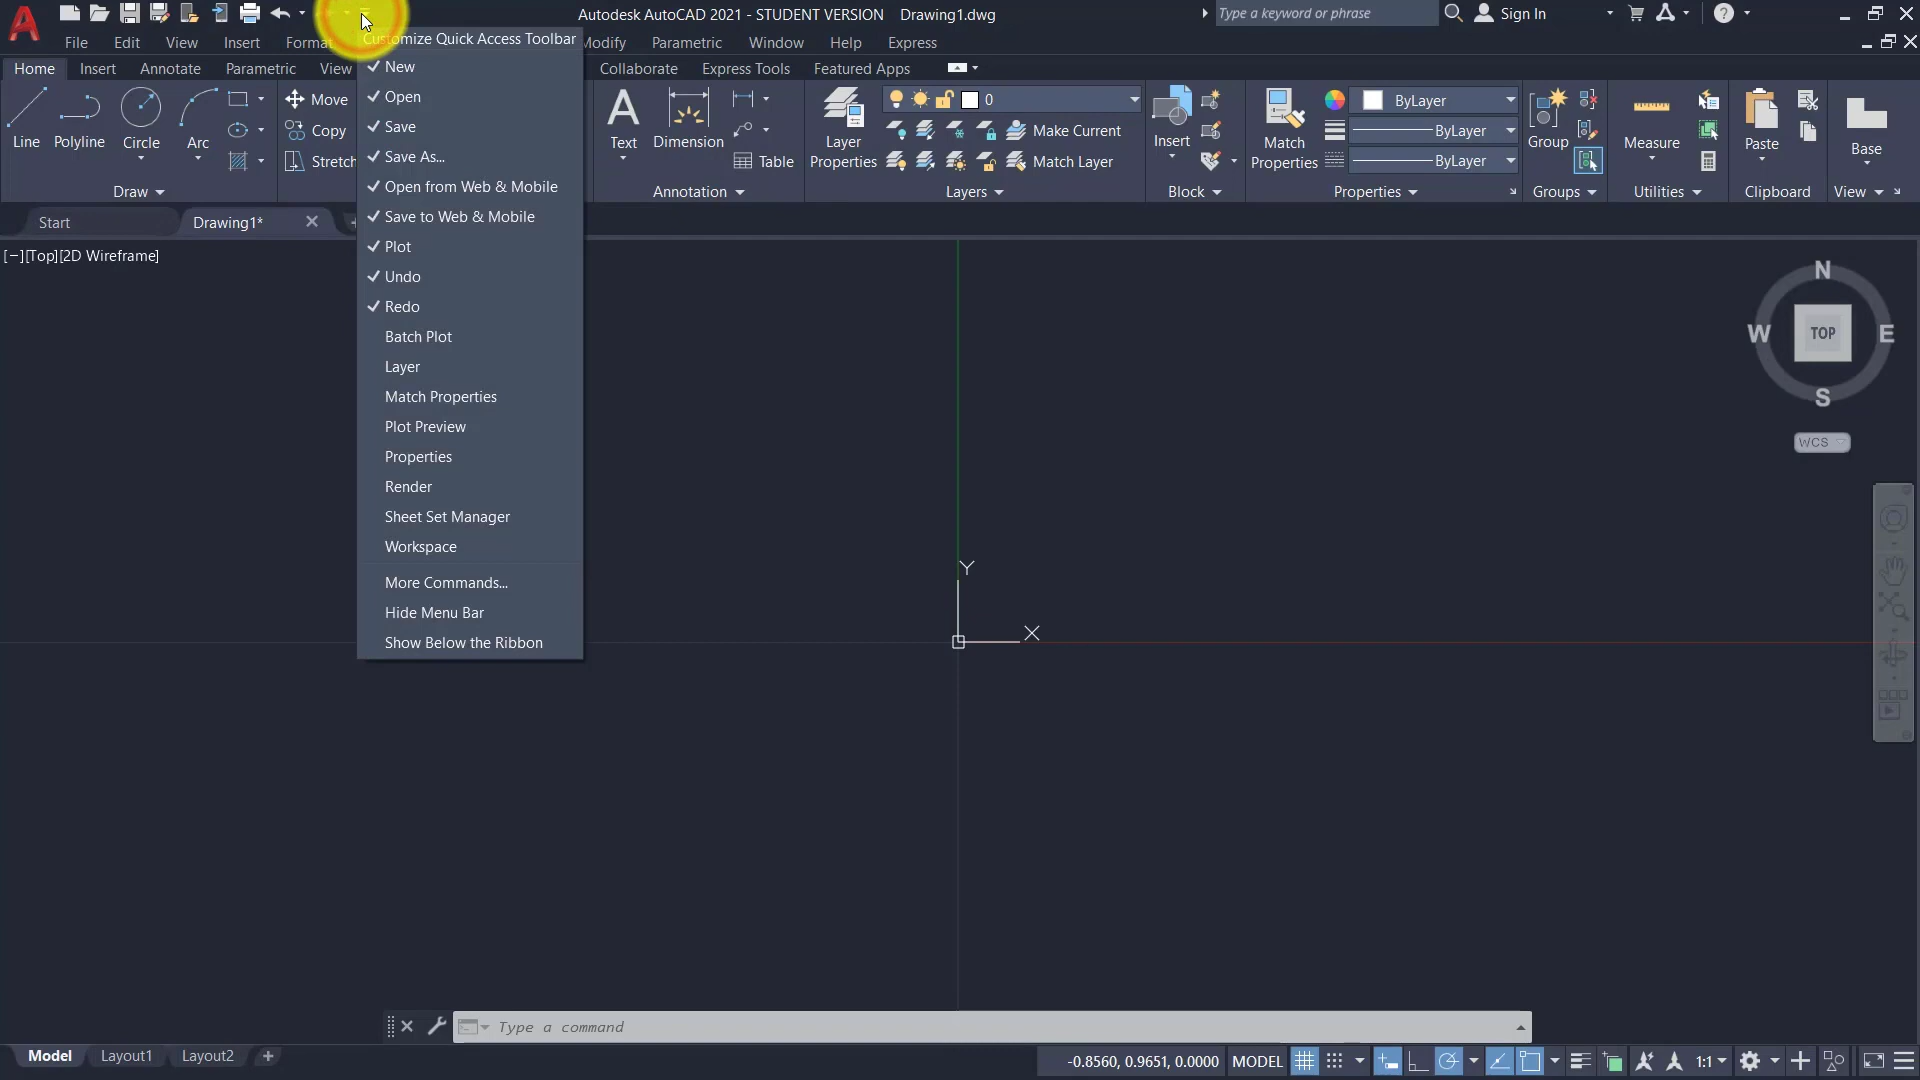 Autodesk AutoCAD 2021 - STUDENT VERSION Drawing1.dwg
Type a keyword or phrase
Sign In
File Edit View Insert Format
Modify Parametric Window Help Express
Customize Quick Access Toolbar
New
Open
Save
Save As...
Open from Web & Mobile
Save to Web & Mobile
Plot
Undo
Redo
Batch Plot
Layer
Match Properties
Plot Preview
Properties
Render
Sheet Set Manager
Workspace
More Commands...
Hide Menu Bar
Show Below the Ribbon
Home Insert Annotate Parametric View
Collaborate Express Tools Featured Apps
Line
Polyline
Circle
Arc
Move
Copy
Stretch
Draw
Text
Dimension
Table
Annotation
Layer
Properties
0
Make Current
Match Layer
Layers
Insert
Block
Match
Properties
ByLayer
ByLayer
ByLayer
Properties
Group
Groups
Measure
Utilities
Paste
Clipboard
Base
View
Start Drawing1*
[−][Top][2D Wireframe]
N
W TOP E
S
WCS
Y
X
Type a command
Model Layout1 Layout2
-0.8560, 0.9651, 0.0000 MODEL
1:1